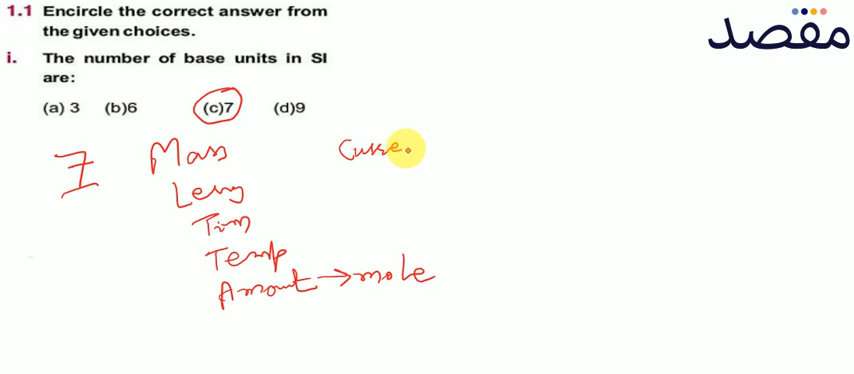 1.1 Encircle the correct answer from
the given choices.
مقصد
i. The number of base units in SI
are:
(a) 3 (b)6 (c)7 (d)9
7 Mass
Leng
Tim
Temp
Amount → mole
Curre